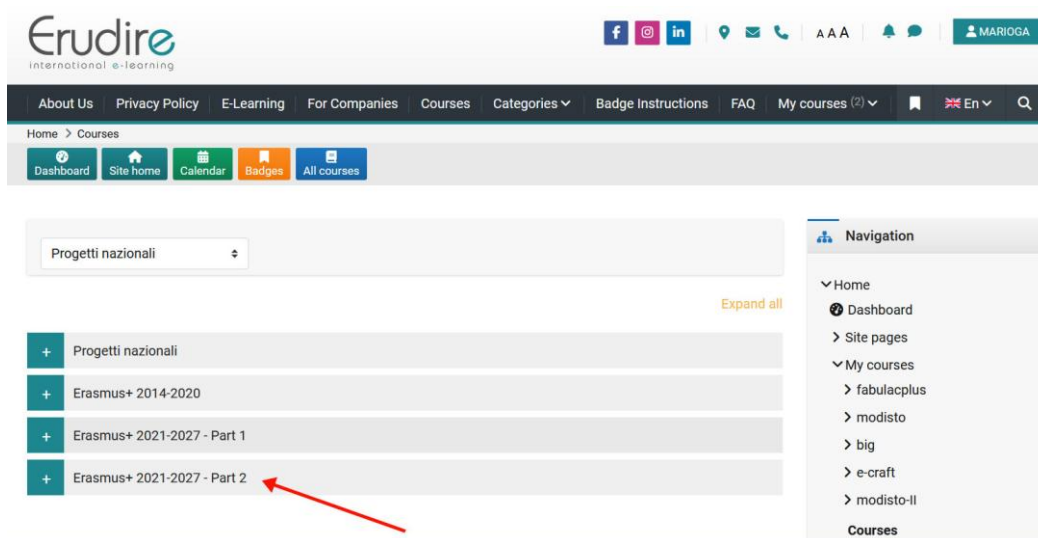 Erudire
international e-learning
A A A
MARIOGA
About Us Privacy Policy E-Learning For Companies Courses Categories Badge Instructions FAQ My courses (2) En
Home > Courses
Dashboard Site home Calendar Badges All courses
Progetti nazionali
Navigation
Expand all
Home
Dashboard
Site pages
My courses
fabulacplus
modisto
big
e-craft
modisto-II
Courses
+ Progetti nazionali
+ Erasmus+ 2014-2020
+ Erasmus+ 2021-2027 - Part 1
+ Erasmus+ 2021-2027 - Part 2